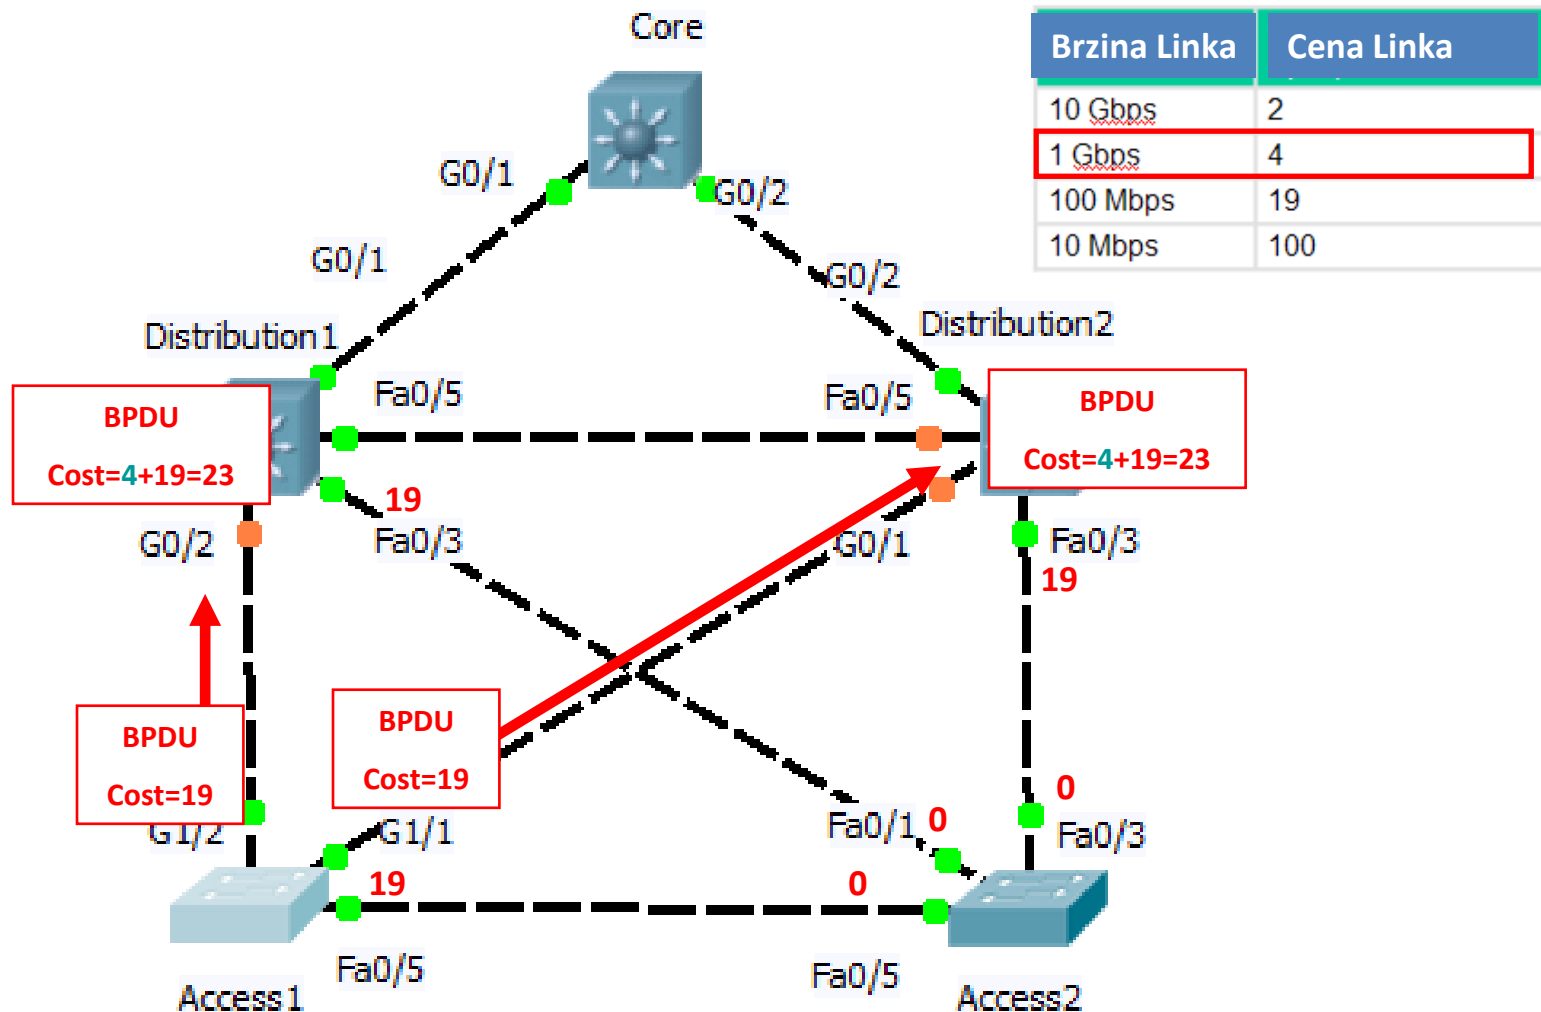 Core
Brzina Linka Cena Linka
10 Gbps 2
1 Gbps 4
100 Mbps 19
10 Mbps 100
G0/1
G0/2
G0/1
G0/2
Distribution1
Distribution2
Fa0/5
Fa0/5
BPDU
Cost=4+19=23
BPDU
Cost=4+19=23
19
G0/2
Fa0/3
G0/1
Fa0/3
19
BPDU
Cost=19
BPDU
Cost=19
G1/2
G1/1
Fa0/1
0
0
Fa0/3
19
0
Fa0/5
Fa0/5
Access1
Access2